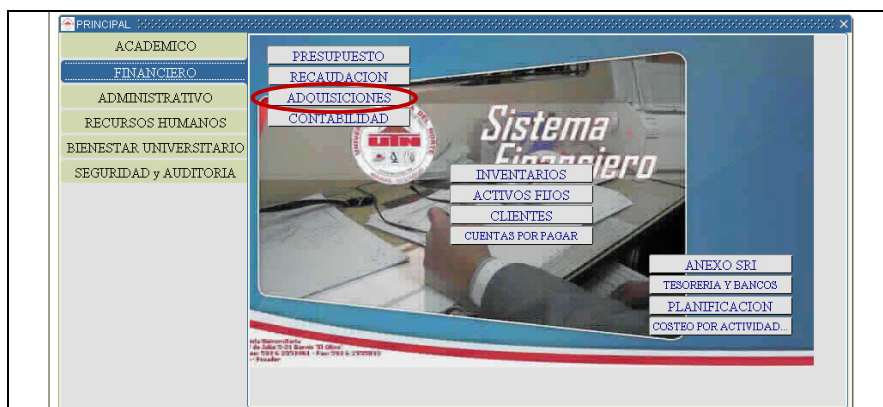 PRINCIPAL
ACADEMICO
FINANCIERO
ADMINISTRATIVO
RECURSOS HUMANOS
BIENESTAR UNIVERSITARIO
SEGURIDAD y AUDITORIA
PRESUPUESTO
RECAUDACION
ADQUISICIONES
CONTABILIDAD
UTN
Sistema
Financiero
INVENTARIOS
ACTIVOS FIJOS
CLIENTES
CUENTAS POR PAGAR
ANEXO SRI
TESORERIA Y BANCOS
PLANIFICACION
COSTEO POR ACTIVIDAD...